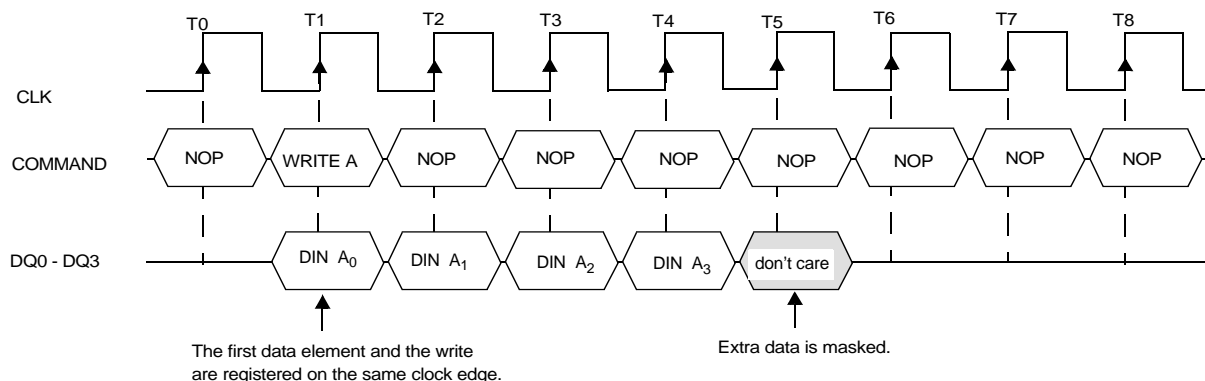 T0 T1 T2 T3 T4 T5 T6 T7 T8
CLK
COMMAND NOP WRITE A NOP NOP NOP NOP NOP NOP NOP
DQ0 - DQ3 DIN A0 DIN A1 DIN A2 DIN A3 don't care
The first data element and the write
are registered on the same clock edge.
Extra data is masked.